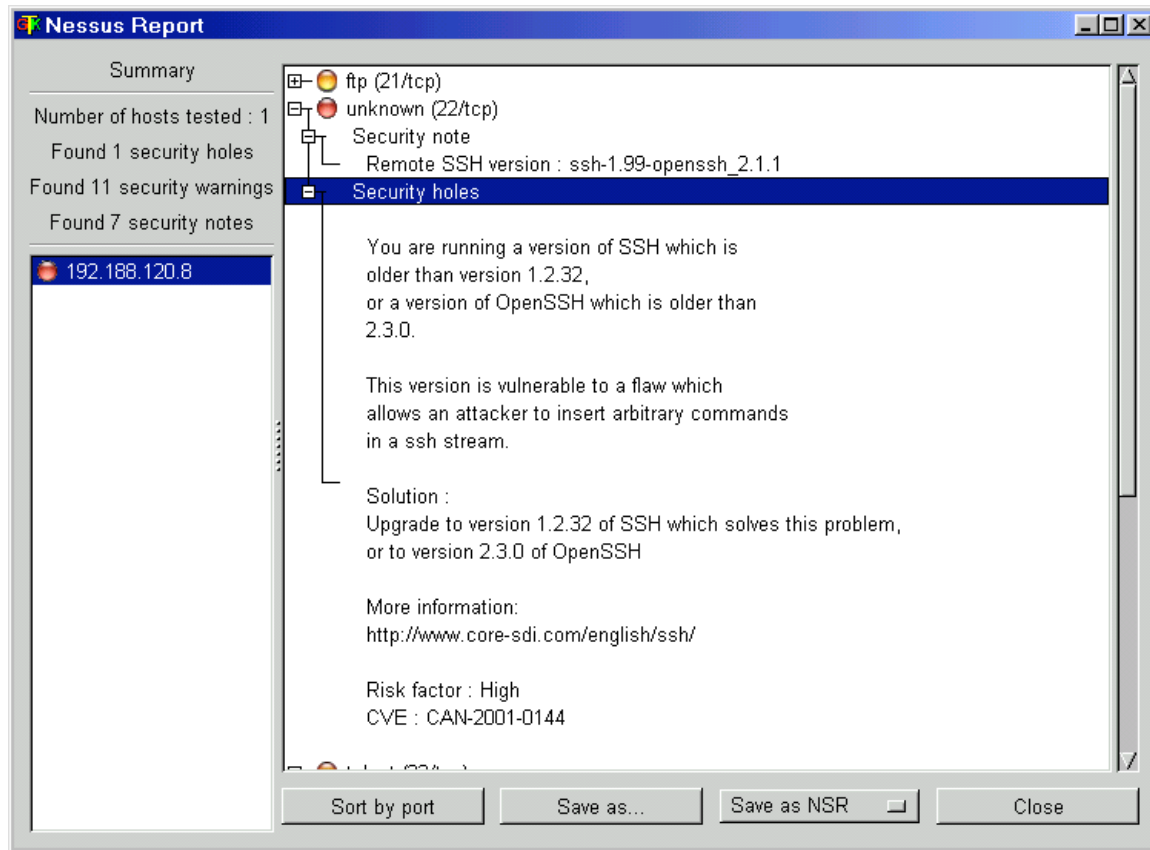 Nessus Report
Summary
Number of hosts tested : 1
Found 1 security holes
Found 11 security warnings
Found 7 security notes
192.188.120.8
ftp (21/tcp)
unknown (22/tcp)
Security note
Remote SSH version : ssh-1.99-openssh_2.1.1
Security holes
You are running a version of SSH which is
older than version 1.2.32,
or a version of OpenSSH which is older than
2.3.0.
This version is vulnerable to a flaw which
allows an attacker to insert arbitrary commands
in a ssh stream.
Solution :
Upgrade to version 1.2.32 of SSH which solves this problem,
or to version 2.3.0 of OpenSSH
More information:
http://www.core-sdi.com/english/ssh/
Risk factor : High
CVE : CAN-2001-0144
Sort by port
Save as...
Save as NSR
Close